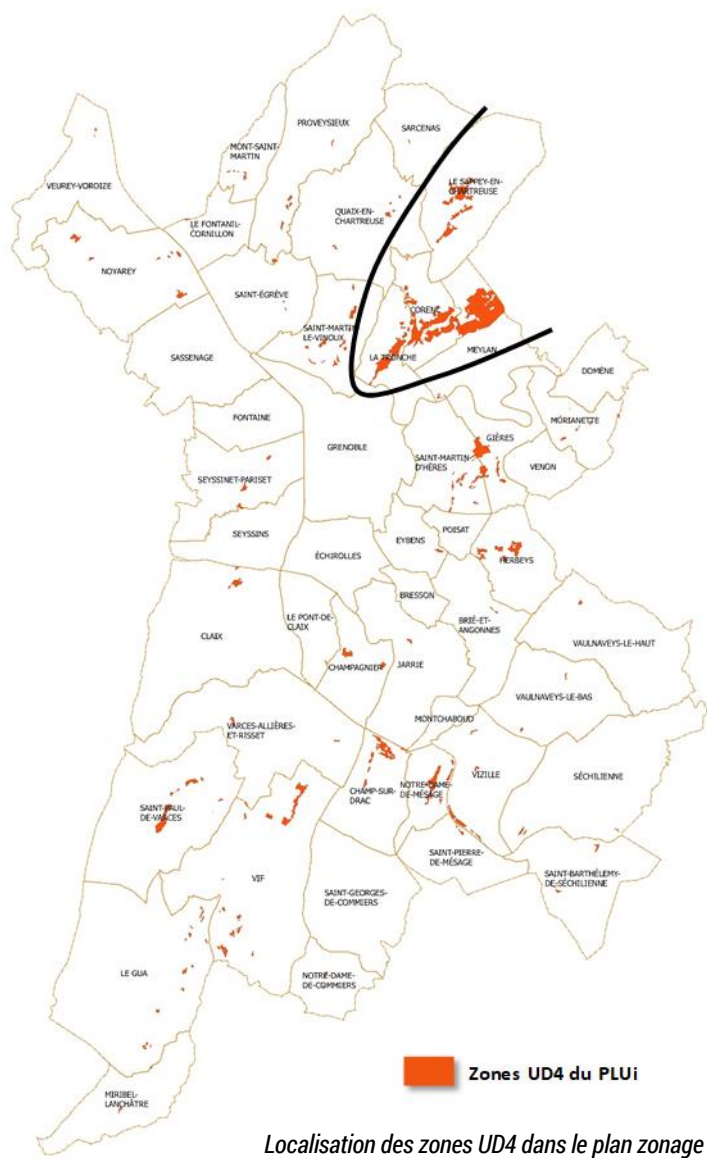 PROVEYSIEUX
SARCENAS
MONT-SAINT-
MARTIN
VEUREY-VOROIZE
LE SAPPEY-EN-
CHARTREUSE
QUAIX-EN-
CHARTREUSE
LE FONTANIL-
CORNILLON
NOYAREY
SAINT-ÉGRÈVE
SAINT-MARTIN
LE-VINOUX
CORENC
LA TRONCHE
MEYLAN
SASSENAGE
DOMÈNE
FONTAINE
MURIANETTE
GRENOBLE
GIÈRES
SAINT-MARTIN
D'HÈRES
VENON
SEYSSINET-PARISET
SEYSSINS
POISAT
EYBENS
ÉCHIROLLES
HERBEYS
BRESSON
LE PONT-DE-
CLAIX
BRIÉ-ET-
ANGONNES
CLAIX
VAULNAVEYS-LE-HAUT
CHAMPAGNIER
JARRIE
VAULNAVEYS-LE-BAS
MONTCHABOUD
VARCES-ALLIÈRES-
ET-RISSET
VIZILLE
SÉCHILIENNE
CHAMP-SUR-
DRAC
NOTRE-DAME-
DE-MÉSAGE
SAINT-PAUL-
DE-VARCES
SAINT-PIERRE-
DE-MÉSAGE
SAINT-BARTHÉLEMY-
DE-SÉCHILIENNE
VIF
SAINT-GEORGES-
DE-COMMIERS
LE GUA
NOTRE-DAME-
DE-COMMIERS
MIRIBEL-
LANCHÂTRE
Zones UD4 du PLUi
Localisation des zones UD4 dans le plan zonage